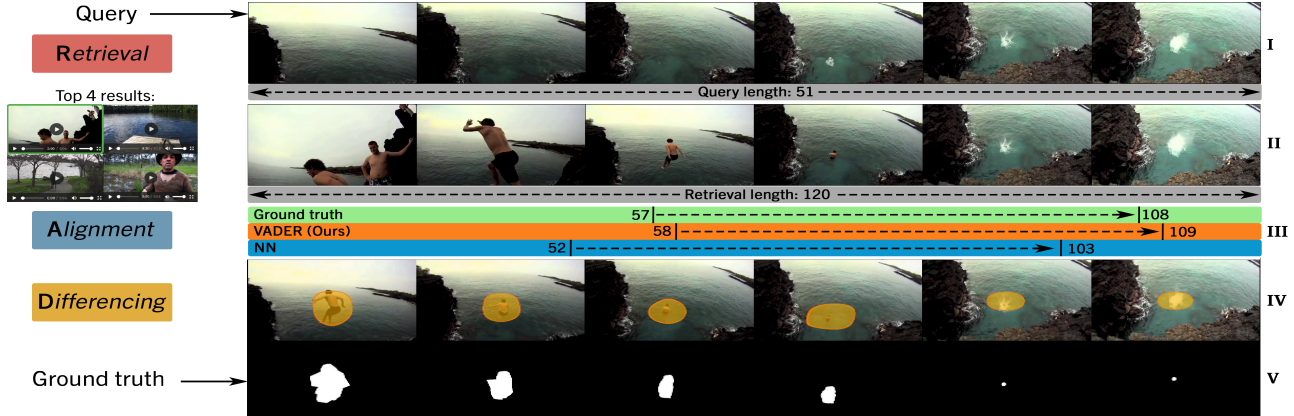 Query
I
Retrieval
Query length: 51
Top 4 results:
II
Retrieval length: 120
Ground truth 57 108
Alignment
VADER (Ours) 58 109
III
NN 52 103
Differencing
IV
Ground truth
V